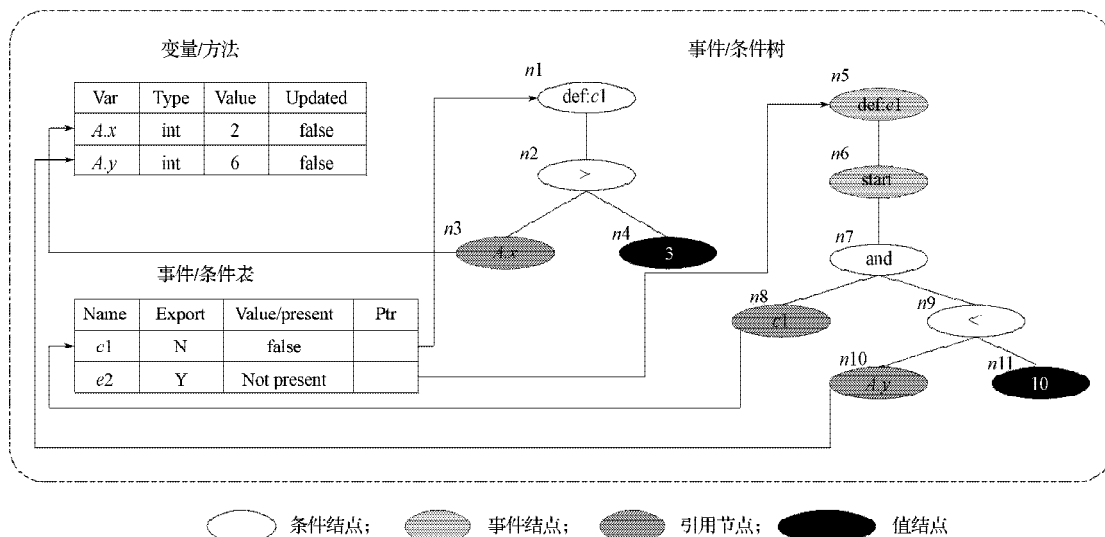 变量/方法
事件/条件树
Var Type Value Updated
A.x int 2 false
A.y int 6 false
n1
def:c1
n2
>
n3
A.x
n4
3
n5
def:c1
n6
start
n7
and
n8
c1
n9
<
n10
A.y
n11
10
事件/条件表
Name Export Value/present Ptr
c1 N false
e2 Y Not present
条件结点; 事件结点; 引用节点; 值结点